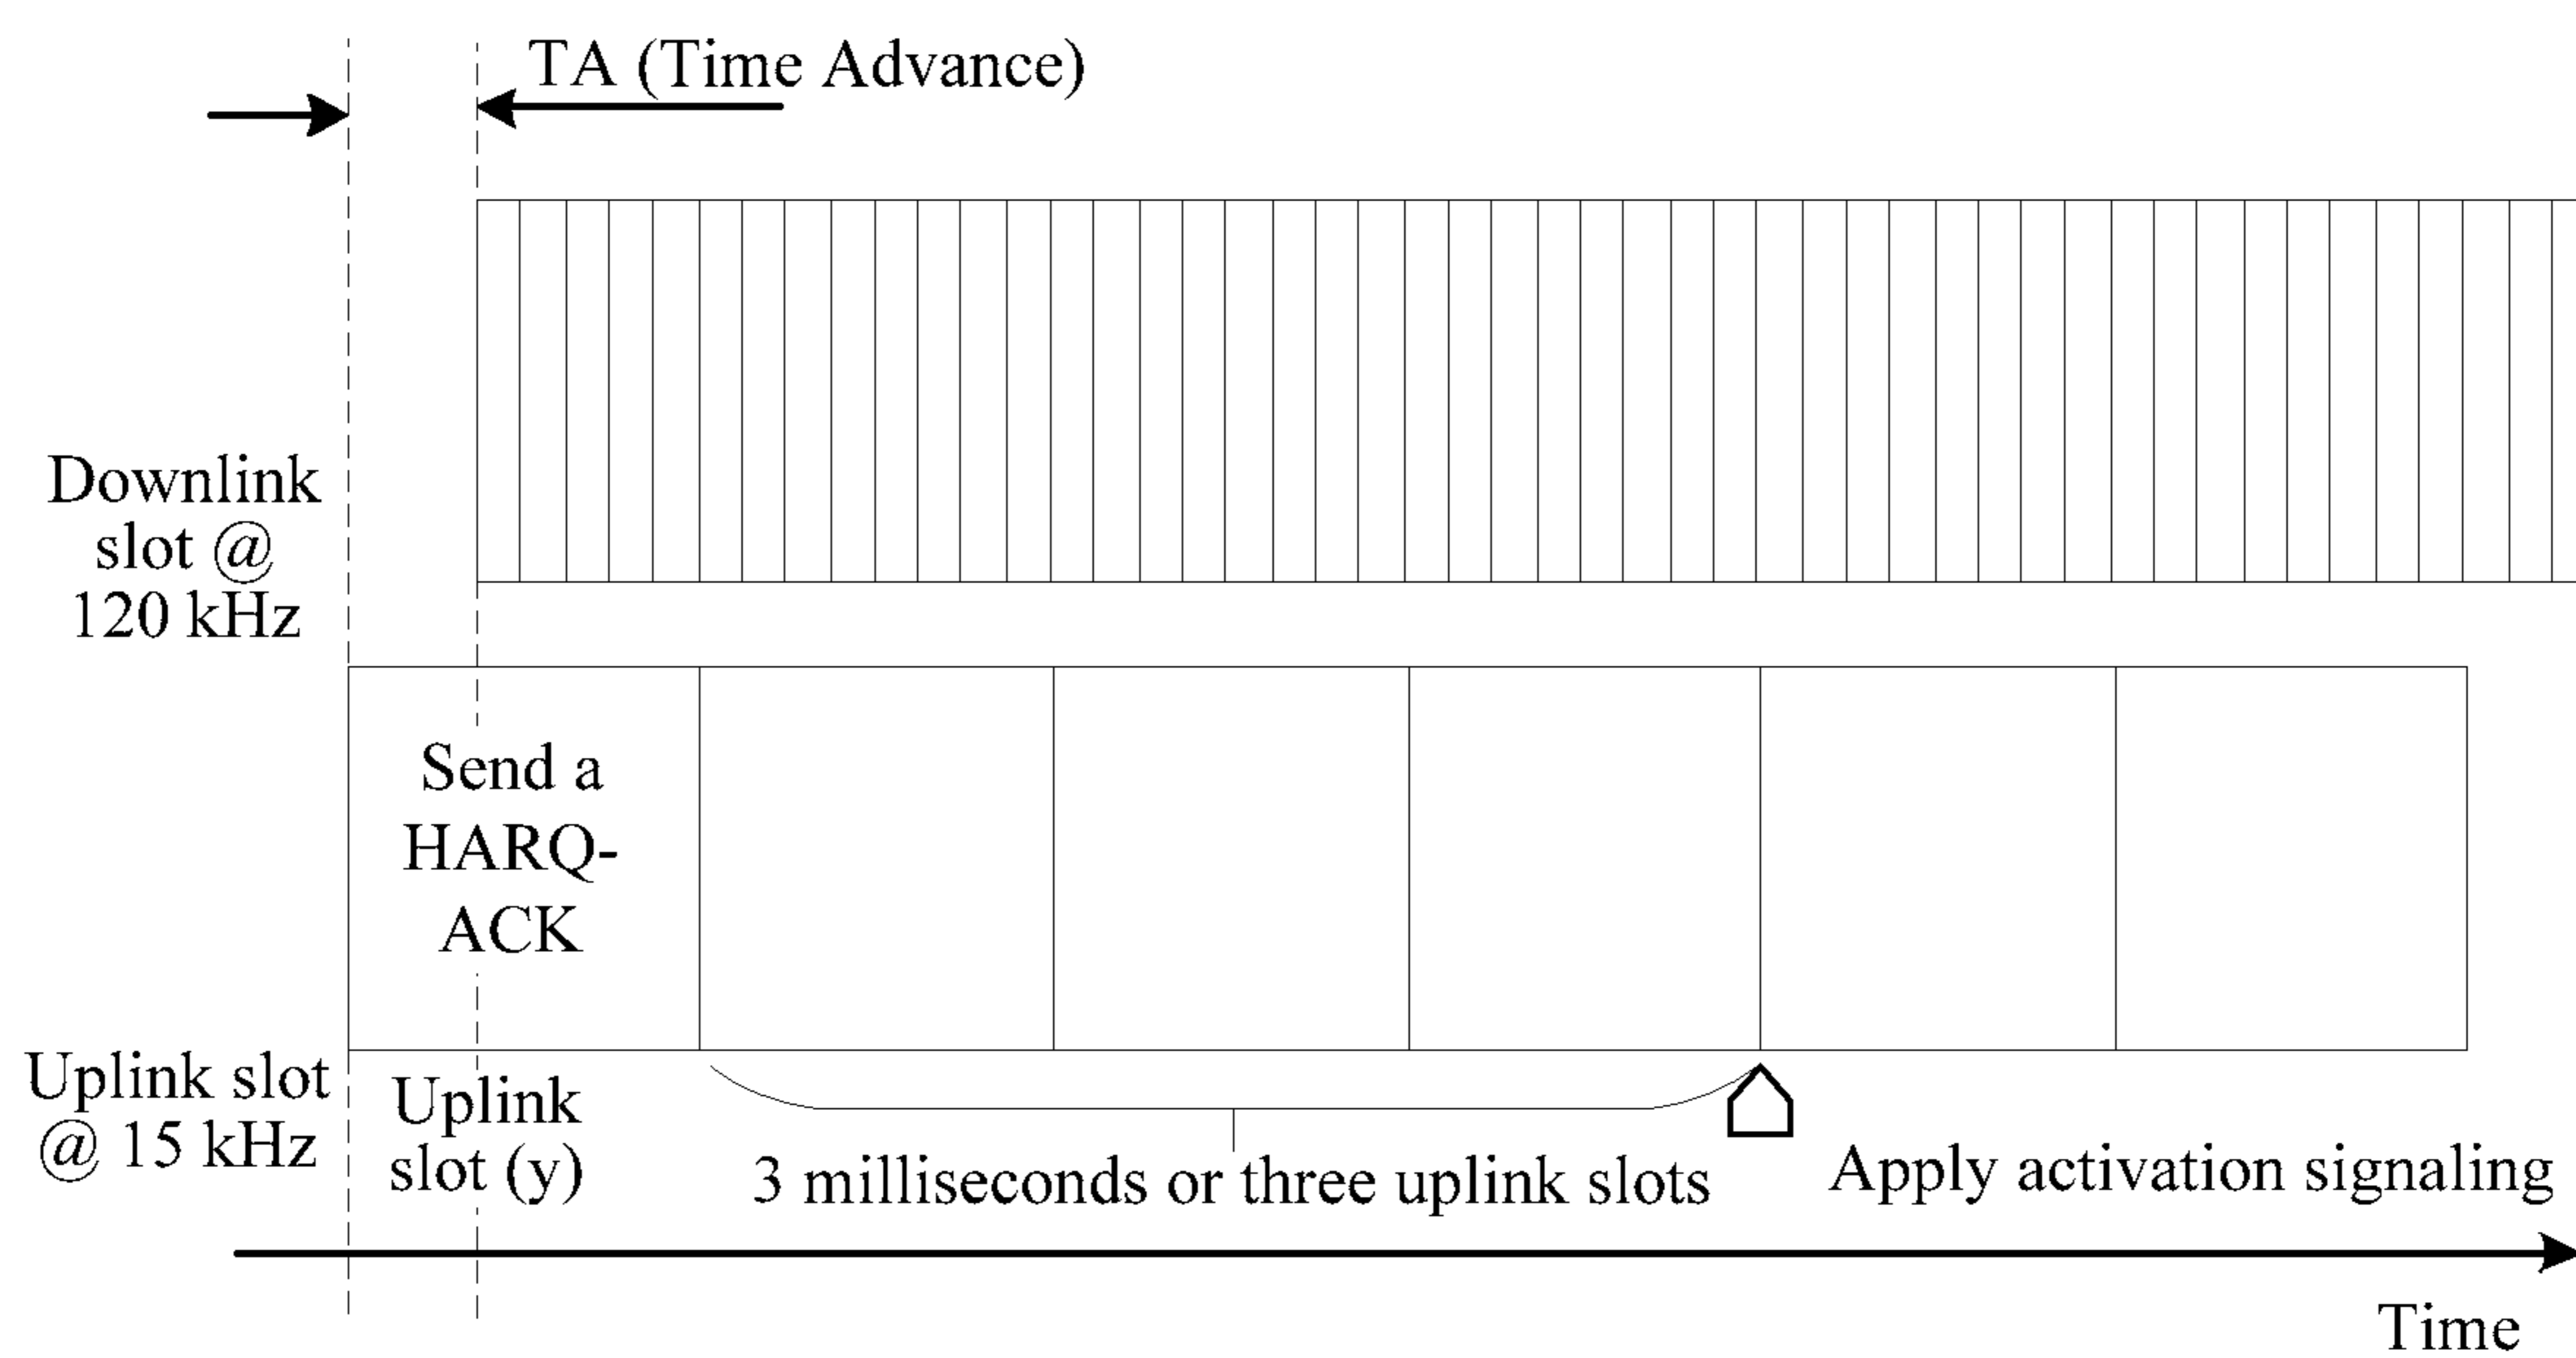 TA (Time Advance)
Downlink
slot @
120 kHz
Send a
HARQ-
ACK
Uplink slot
@ 15 kHz
Uplink
slot (y)
3 milliseconds or three uplink slots
Apply activation signaling
Time